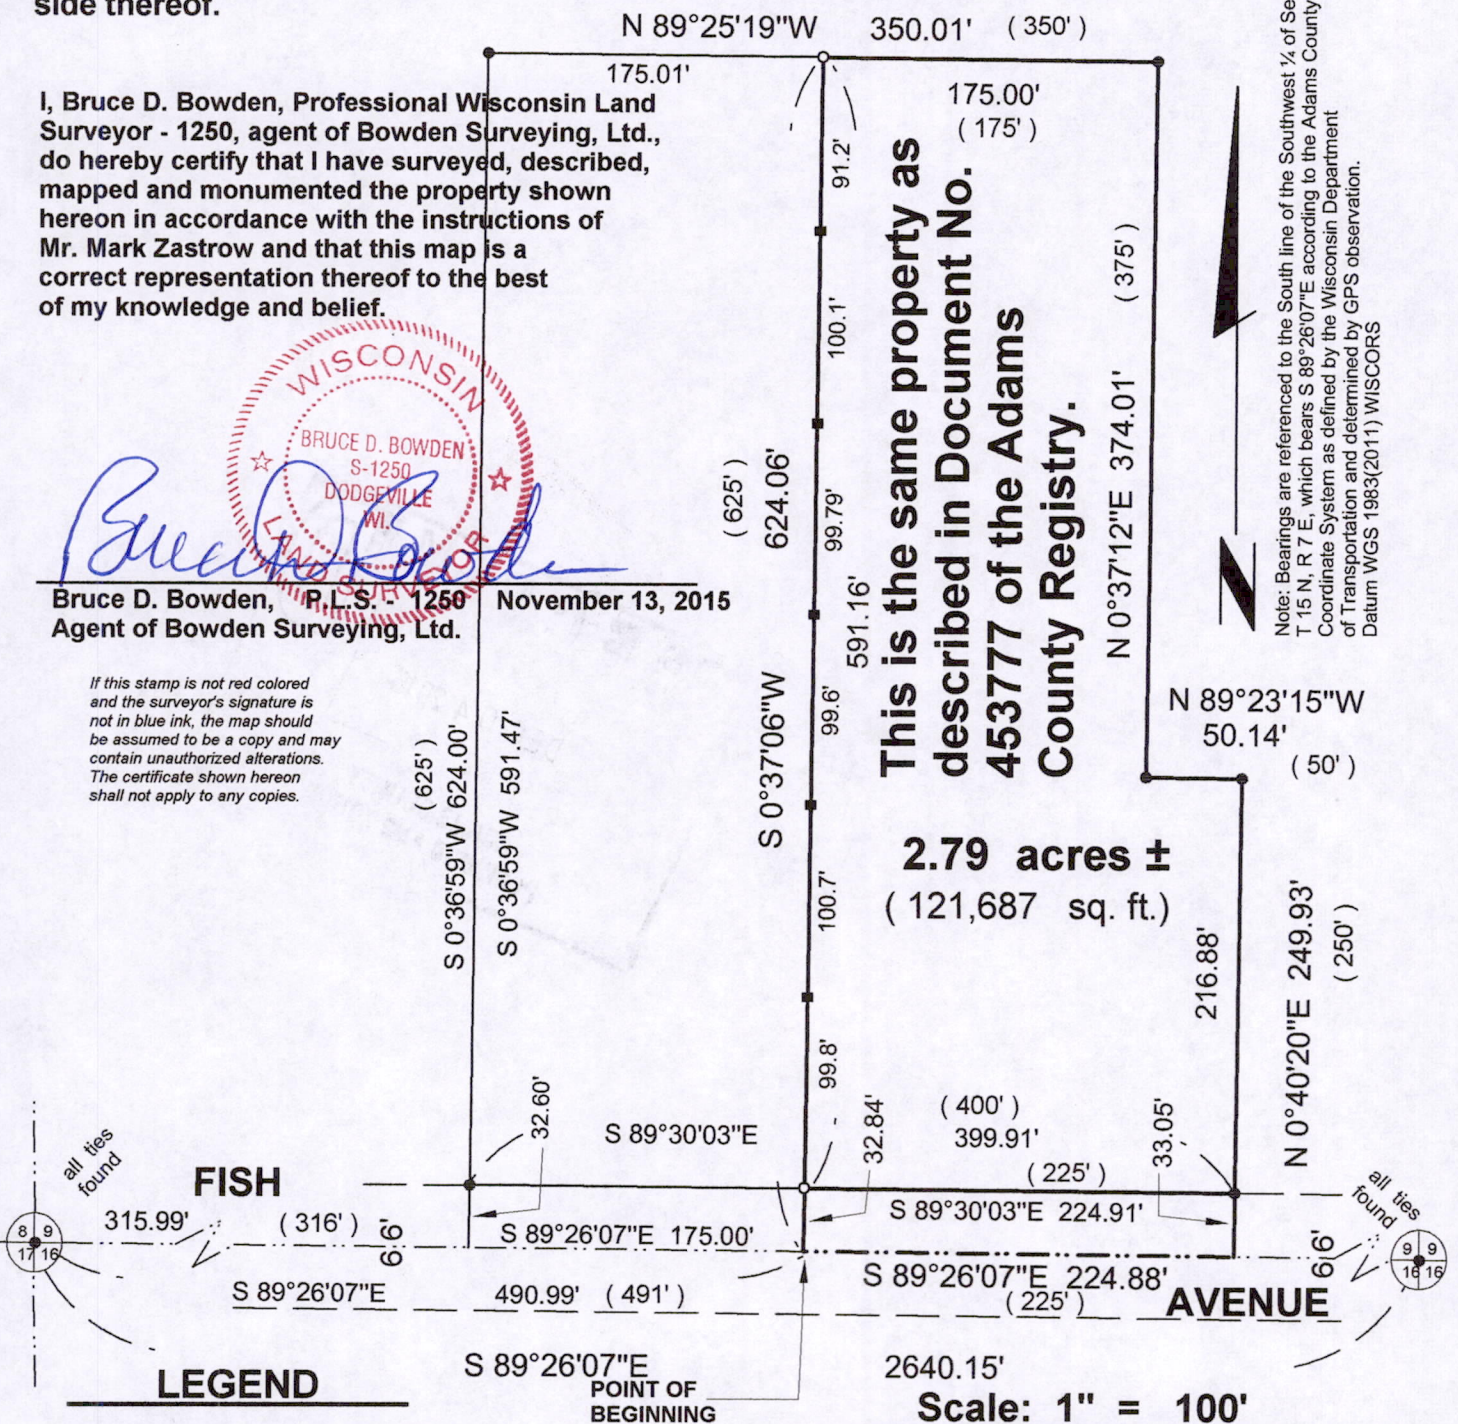 side thereof.
N 89°25'19"W 350.01' ( 350' )
175.01'
175.00'
( 175' )
I, Bruce D. Bowden, Professional Wisconsin Land
Surveyor - 1250, agent of Bowden Surveying, Ltd.,
do hereby certify that I have surveyed, described,
mapped and monumented the property shown
hereon in accordance with the instructions of
Mr. Mark Zastrow and that this map is a
correct representation thereof to the best
of my knowledge and belief.
WISCONSIN
BRUCE D. BOWDEN
S-1250
DODGEVILLE
WI.
LAND SURVEYOR
Bruce D. Bowden
Bruce D. Bowden, P.L.S. - 1250 November 13, 2015
Agent of Bowden Surveying, Ltd.
If this stamp is not red colored
and the surveyor's signature is
not in blue ink, the map should
be assumed to be a copy and may
contain unauthorized alterations.
The certificate shown hereon
shall not apply to any copies.
( 625' )
S 0°36'59"W 624.00'
S 0°36'59"W 591.47'
( 625' )
624.06'
S 0°37'06"W
591.16'
91.2'
100.1'
99.79'
99.6'
100.7'
99.8'
This is the same property as
described in Document No.
453777 of the Adams
County Registry.
2.79 acres ±
( 121,687 sq. ft.)
N 0°37'12"E 374.01' ( 375' )
N
Note: Bearings are referenced to the South line of the Southwest ¼ of Se
T 15 N, R 7 E, which bears S 89°26'07"E according to the Adams County
Coordinate System as defined by the Wisconsin Department
of Transportation and determined by GPS observation.
Datum WGS 1983(2011) WISCORS
N 89°23'15"W
50.14'
( 50' )
216.88'
N 0°40'20"E 249.93'
( 250' )
32.60'
S 89°30'03"E
32.84'
( 400' )
399.91'
( 225' )
33.05'
S 89°30'03"E 224.91'
all ties
found
FISH
315.99' ( 316' )
66'
8 9
17 16
S 89°26'07"E 175.00'
S 89°26'07"E 490.99' ( 491' )
S 89°26'07"E 224.88'
( 225' )
AVENUE
66'
all ties
found
9 9
16 16
S 89°26'07"E 2640.15'
LEGEND
POINT OF
BEGINNING
Scale: 1" = 100'